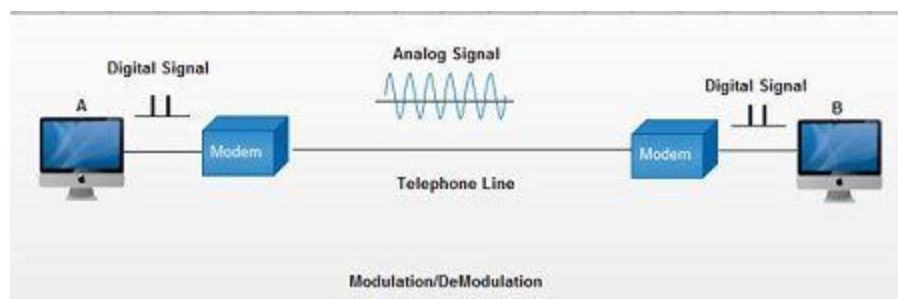 Analog Signal
Digital Signal
Digital Signal
A
B
Modem
Modem
Telephone Line
Modulation/DeModulation